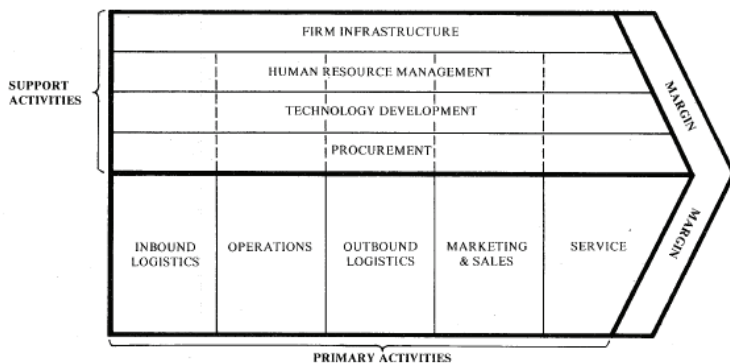 FIRM INFRASTRUCTURE
HUMAN RESOURCE MANAGEMENT
SUPPORT
ACTIVITIES
TECHNOLOGY DEVELOPMENT
PROCUREMENT
MARGIN
MARGIN
INBOUND
LOGISTICS
OPERATIONS
OUTBOUND
LOGISTICS
MARKETING
& SALES
SERVICE
PRIMARY ACTIVITIES